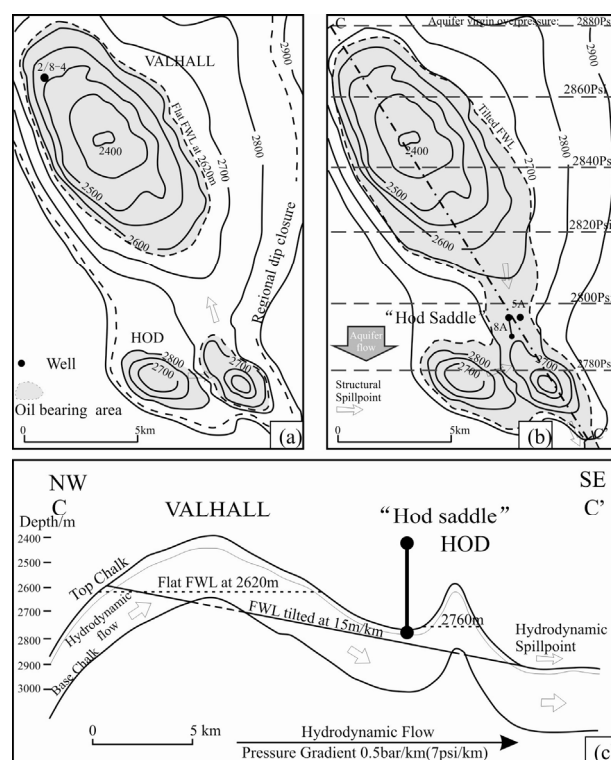 VALHALL
2/8-4
2900
Flat FWL at 2620m
2400
2700
2800
2500
2600
Regional dip closure
HOD
2800
2700
2700
Well
Oil bearing area
0
5km
(a)
C
Aquifer virgin overpressure:
2880Psi
2900
2860Psi
Tilted FWL
2400
2700
2840Psi
2800
2500
2820Psi
2600
2800Psi
"Hod Saddle"
5A
8A
Aquifer
flow
2800
2700
2700
2780Psi
Structural
Spillpoint
0
5km
(b)
C'
NW
SE
C
VALHALL
"Hod saddle"
C'
Depth/m
HOD
2400
2500
2600
2700
2800
2900
3000
Top Chalk
Flat FWL at 2620m
FWL tilted at 15m/km
2760m
Hydrodynamic
flow
Base Chalk
Hydrodynamic
Spillpoint
0
5 km
Hydrodynamic Flow
Pressure Gradient 0.5bar/km(7psi/km)
(c)